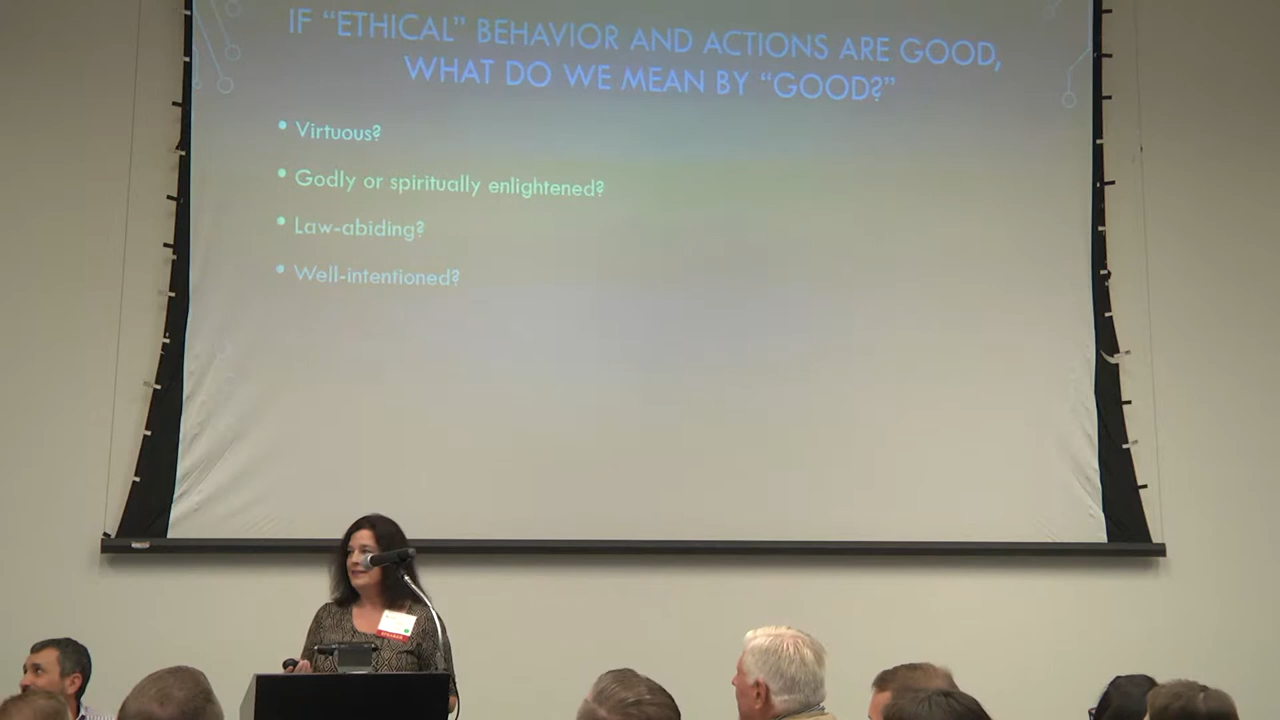 IF “ETHICAL” BEHAVIOR AND ACTIONS ARE GOOD,
WHAT DO WE MEAN BY “GOOD?”
• Virtuous?
• Godly or spiritually enlightened?
• Law-abiding?
• Well-intentioned?
SPEAKER